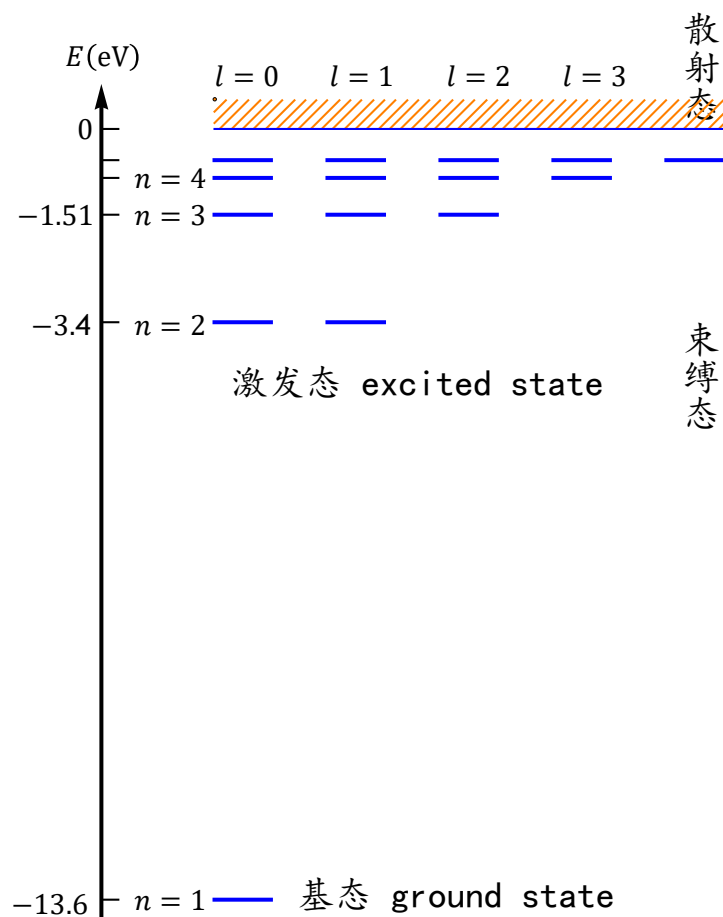 E(eV)
l = 0
l = 1
l = 2
l = 3
散射态
0
n = 4
−1.51
n = 3
−3.4
n = 2
束缚态
激发态 excited state
−13.6
n = 1
基态 ground state